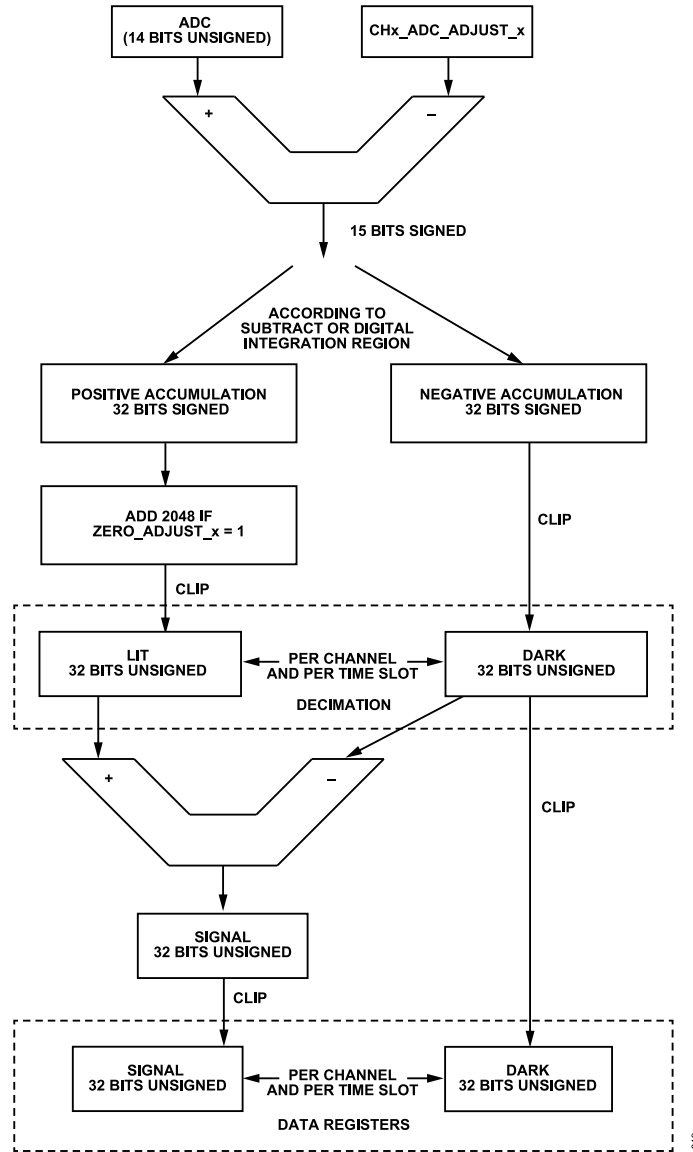 ADC
(14 BITS UNSIGNED)
CHx_ADC_ADJUST_x
+
–
15 BITS SIGNED
ACCORDING TO
SUBTRACT OR DIGITAL
INTEGRATION REGION
POSITIVE ACCUMULATION
32 BITS SIGNED
NEGATIVE ACCUMULATION
32 BITS SIGNED
ADD 2048 IF
ZERO_ADJUST_x = 1
CLIP
CLIP
LIT
32 BITS UNSIGNED
PER CHANNEL
AND PER TIME SLOT
DARK
32 BITS UNSIGNED
DECIMATION
+
–
CLIP
SIGNAL
32 BITS UNSIGNED
CLIP
SIGNAL
32 BITS UNSIGNED
PER CHANNEL
AND PER TIME SLOT
DARK
32 BITS UNSIGNED
DATA REGISTERS